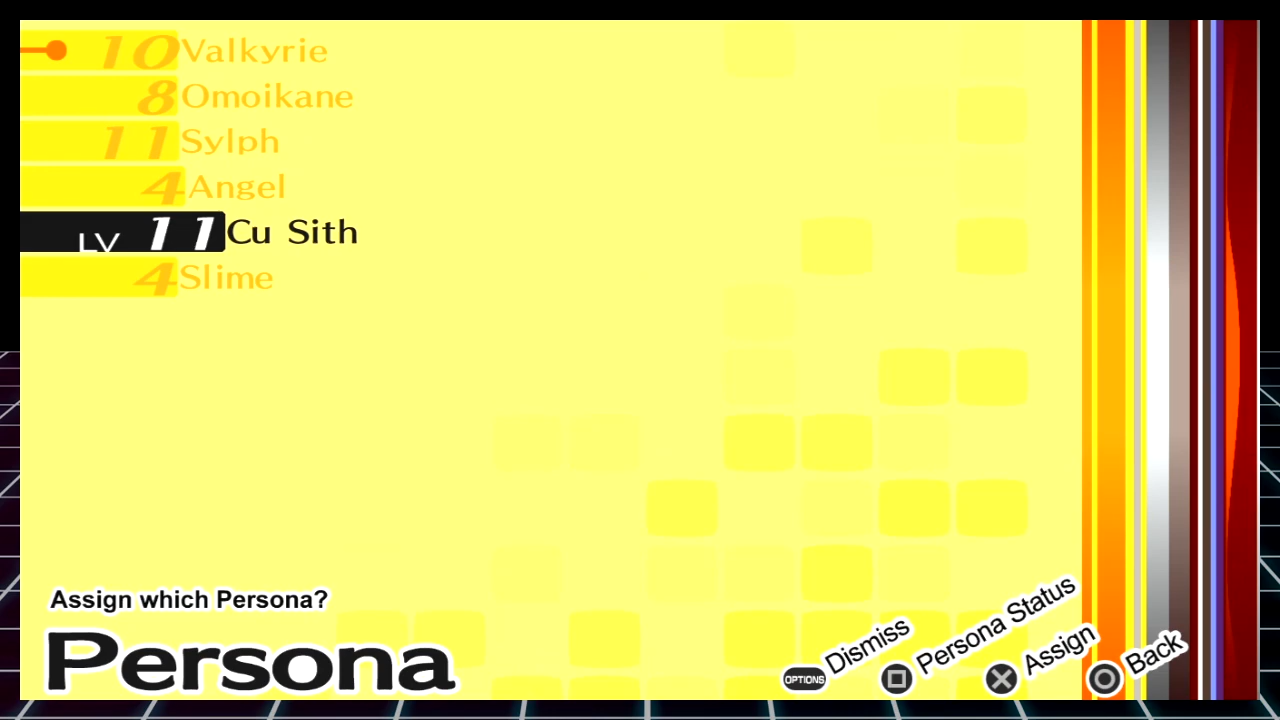 10 Valkyrie
8 Omoikane
11 Sylph
4 Angel
LV 11 Cu Sith
4 Slime
Assign which Persona?
Persona
OPTIONS Dismiss
Persona Status
Assign
Back